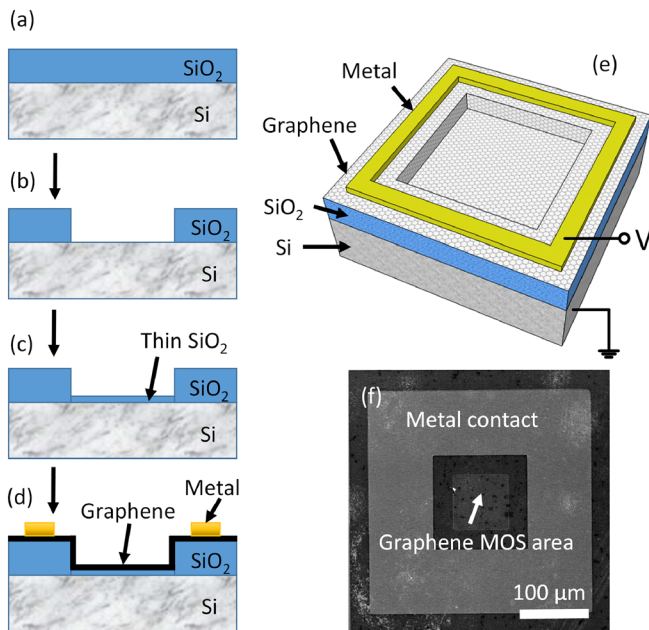 (a)
SiO₂
Si
(b)
SiO₂
Si
(c)
Thin SiO₂
SiO₂
Si
(d)
Graphene
Metal
SiO₂
Si
(e)
Metal
Graphene
SiO₂
Si
V
(f)
Metal contact
Graphene MOS area
100 µm